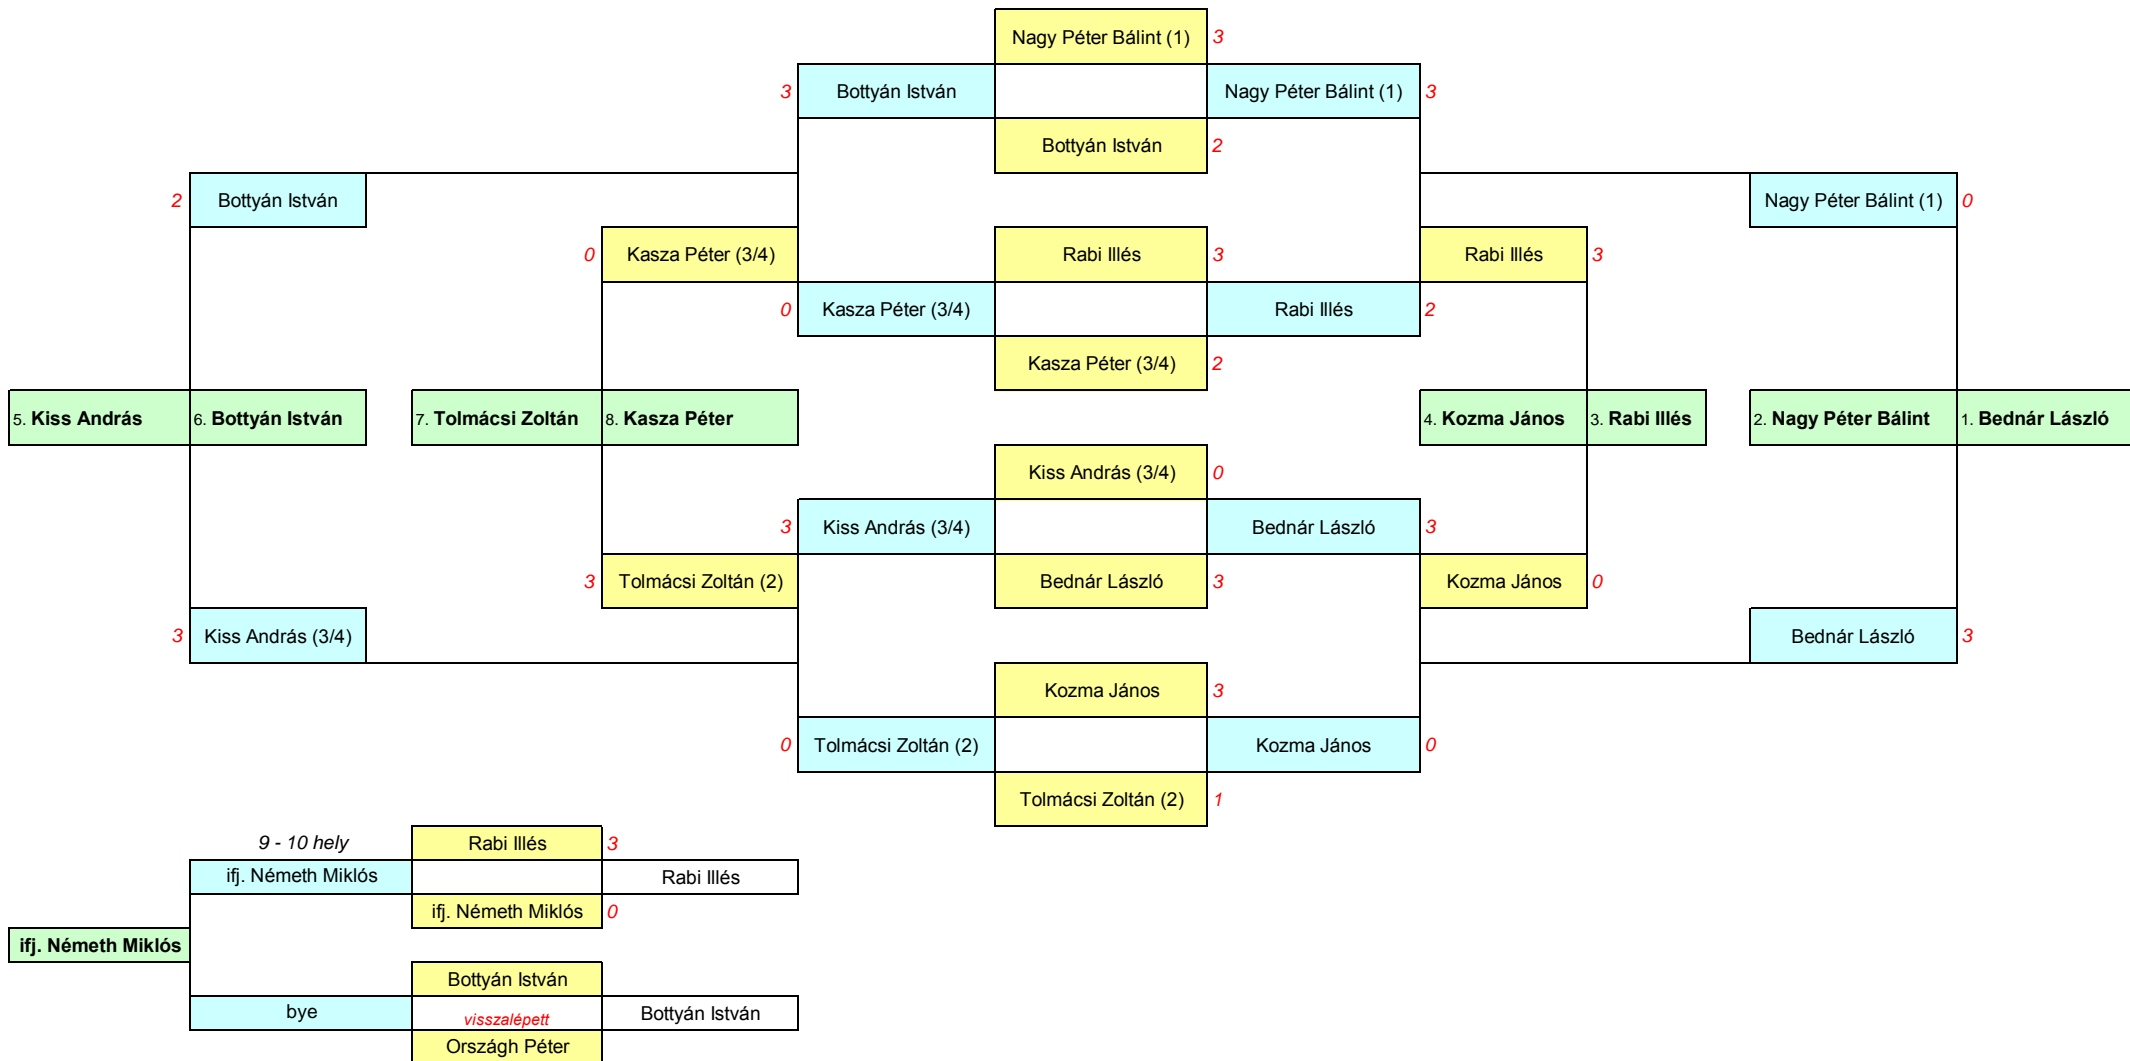 Nagy Péter Bálint (1) 3
3 Bottyán István Nagy Péter Bálint (1) 3
Bottyán István 2
2 Bottyán István Nagy Péter Bálint (1) 0
0 Kasza Péter (3/4) Rabi Illés 3 Rabi Illés 3
0 Kasza Péter (3/4) Rabi Illés 2
Kasza Péter (3/4) 2
5. Kiss András 6. Bottyán István 7. Tolmácsi Zoltán 8. Kasza Péter 4. Kozma János 3. Rabi Illés 2. Nagy Péter Bálint 1. Bednár László
Kiss András (3/4) 0
3 Kiss András (3/4) Bednár László 3
3 Tolmácsi Zoltán (2) Bednár László 3 Kozma János 0
3 Kiss András (3/4) Bednár László 3
Kozma János 3
0 Tolmácsi Zoltán (2) Kozma János 0
Tolmácsi Zoltán (2) 1
9 - 10 hely Rabi Illés 3
ifj. Németh Miklós Rabi Illés
ifj. Németh Miklós 0
ifj. Németh Miklós
Bottyán István
bye visszalépett Bottyán István
Országh Péter